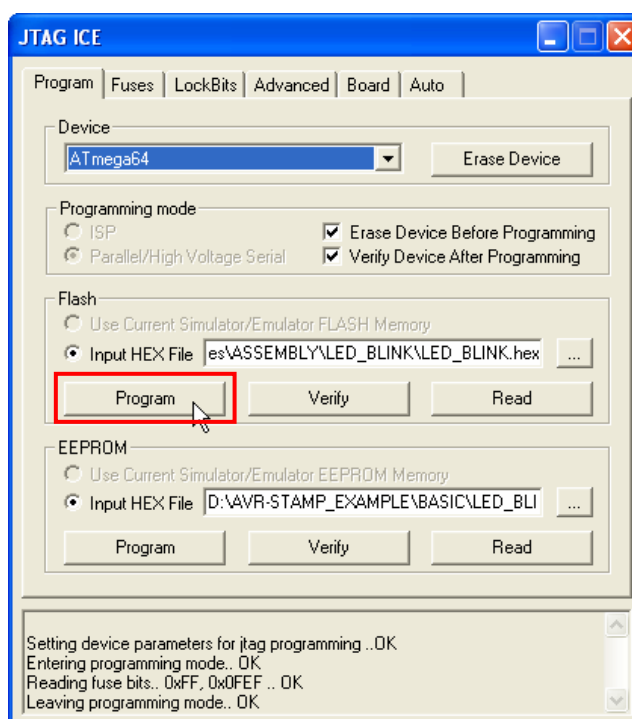 JTAG ICE
Program Fuses LockBits Advanced Board Auto
Device
ATmega64 Erase Device
Programming mode
ISP Erase Device Before Programming
Parallel/High Voltage Serial Verify Device After Programming
Flash
Use Current Simulator/Emulator FLASH Memory
Input HEX File es\ASSEMBLY\LED_BLINK\LED_BLINK.hex ...
Program Verify Read
EEPROM
Use Current Simulator/Emulator EEPROM Memory
Input HEX File D:\AVR-STAMP_EXAMPLE\BASIC\LED_BLI ...
Program Verify Read
Setting device parameters for jtag programming ..OK
Entering programming mode.. OK
Reading fuse bits.. 0xFF, 0x0FEF .. OK
Leaving programming mode.. OK